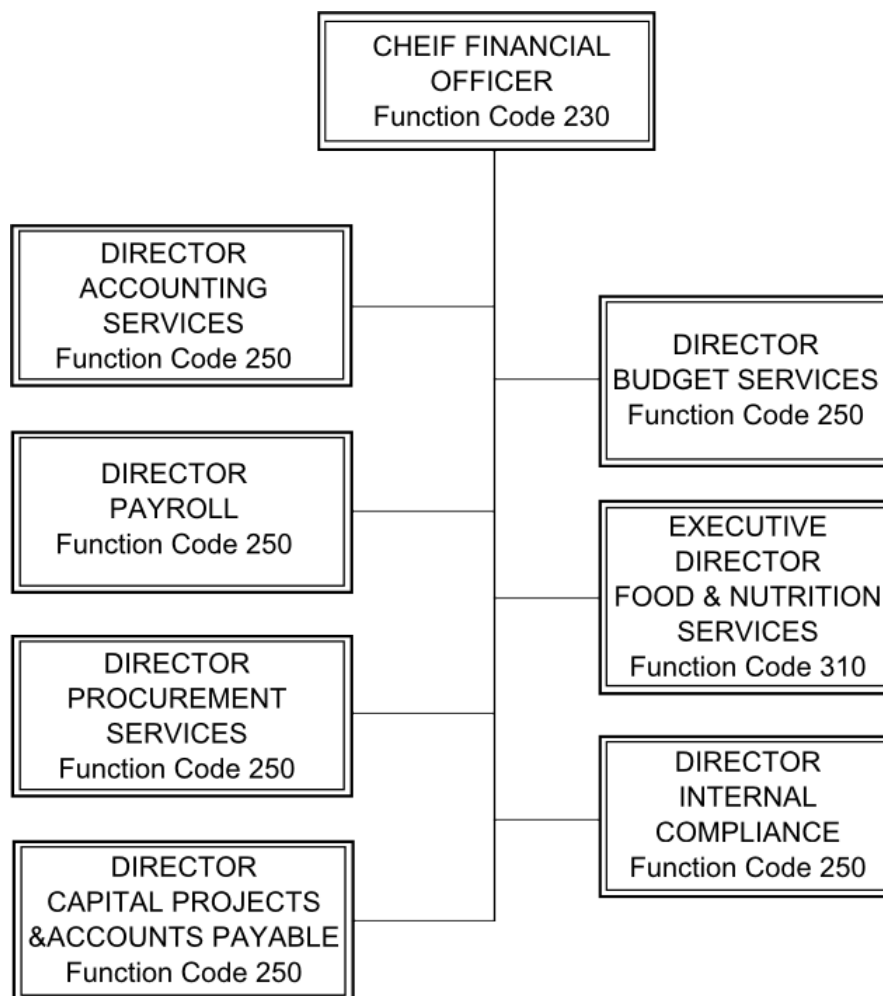 CHEIF FINANCIAL
OFFICER
Function Code 230
DIRECTOR
ACCOUNTING
SERVICES
Function Code 250
DIRECTOR
BUDGET SERVICES
Function Code 250
DIRECTOR
PAYROLL
Function Code 250
EXECUTIVE
DIRECTOR
FOOD & NUTRITION
SERVICES
Function Code 310
DIRECTOR
PROCUREMENT
SERVICES
Function Code 250
DIRECTOR
INTERNAL
COMPLIANCE
Function Code 250
DIRECTOR
CAPITAL PROJECTS
&ACCOUNTS PAYABLE
Function Code 250